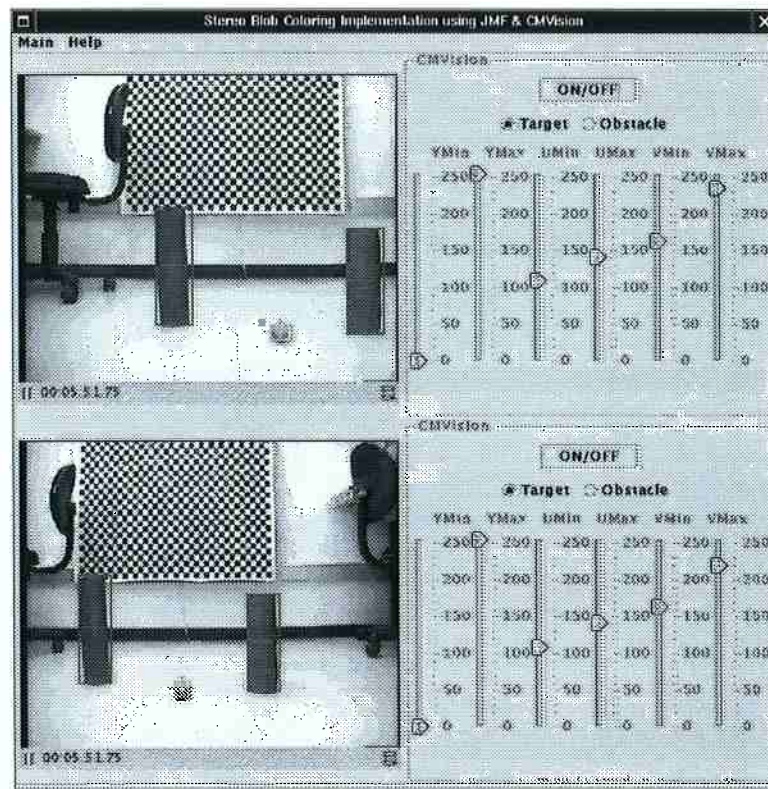 Stereo Blob Coloring Implementation using JMF & CMVision
Main Help
CMVision
ON/OFF
Target Obstacle
YMin YMax UMin UMax VMin VMax
250 250 250 250 250 250
200 200 200 200 200 200
150 150 150 150 150 150
100 100 100 100 100 100
50 50 50 50 50 50
0 0 0 0 0 0
00:05:51.75
CMVision
ON/OFF
Target Obstacle
YMin YMax UMin UMax VMin VMax
250 250 250 250 250 250
200 200 200 200 200 200
150 150 150 150 150 150
100 100 100 100 100 100
50 50 50 50 50 50
0 0 0 0 0 0
00:05:51.75